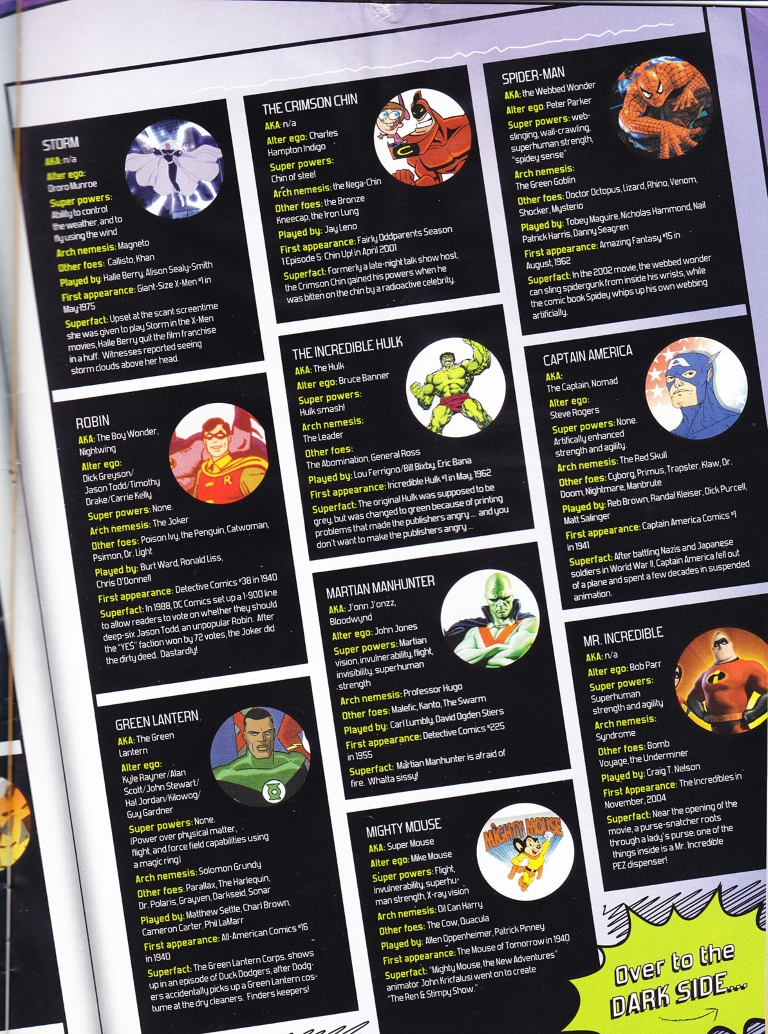 STORM
AKA: n/a
Alter ego:
Ororo Munroe
Super powers:
Ability to control
the weather, and to
fly using the wind
Arch nemesis: Magneto
Other foes: Callisto, Khan
Played by: Halle Berry, Alison Sealy-Smith
First appearance: Giant-Size X-Men #1 in
May 1975
Superfact: Upset at the scant screentime
she was given to play Storm in the X-Men
movies, Halle Berry quit the film franchise
in a huff. Witnesses reported seeing
storm clouds above her head.
ROBIN
AKA: The Boy Wonder,
Nightwing
Alter ego:
Dick Greyson/
Jason Todd/Timothy
Drake/Carrie Kelly
Super powers: None.
Arch nemesis: The Joker
Other foes: Poison Ivy, the Penguin, Catwoman,
Psimon, Dr. Light
Played by: Burt Ward, Ronald Liss,
Chris O'Donnell
First appearance: Detective Comics #38 in 1940
Superfact: In 1988, DC Comics set up a 1-900 line
to allow readers to vote on whether they should
deep-six Jason Todd, an unpopular Robin. After
the "YES" faction won by 72 votes, the Joker did
the dirty deed. Dastardly!
GREEN LANTERN
AKA: The Green
Lantern
Alter ego:
Kyle Rayner/Alan
Scott/John Stewart/
Hal Jordan/Kilowog/
Guy Gardner
Super powers: None.
(Power over physical matter,
flight, and force field capabilities using
a magic ring)
Arch nemesis: Solomon Grundy
Other foes: Parallax, The Harlequin,
Dr. Polaris, Grayven, Darkseid, Sonar
Played by: Matthew Settle, Charl Brown,
Cameron Carter, Phil LaMarr
First appearance: All-American Comics #16
in 1940
Superfact: The Green Lantern Corps. shows
up in an episode of Duck Dodgers, after Dodg-
ers accidentally picks up a Green Lantern cos-
tume at the dry cleaners. Finders keepers!
THE CRIMSON CHIN
AKA: n/a
Alter ego: Charles
Hampton Indigo
Super powers:
Chin of steel
Arch nemesis: the Nega-Chin
Other foes: the Bronze
Kneecap, the Iron Lung
Played by: Jay Leno
First appearance: Fairly Oddparents Season
1 Episode 5: Chin Up! in April 2001
Superfact: Formerly a late-night talk show host,
the Crimson Chin gained his powers when he
was bitten on the chin by a radioactive celebrity.
C
THE INCREDIBLE HULK
AKA: The Hulk
Alter ego: Bruce Banner
Super powers:
Hulk smash!
Arch nemesis:
The Leader
Other foes:
The Abomination, General Ross
Played by: Lou Ferrigno/Bill Bixby, Eric Bana
First appearance: Incredible Hulk #1 in May, 1962
Superfact: The original Hulk was supposed to be
grey, but was changed to green because of printing
problems that made the publishers angry ... and you
don't want to make the publishers angry ...
MARTIAN MANHUNTER
AKA: J'onn J'onzz,
Bloodwynd
Alter ego: John Jones
Super powers: Martian
vision, invulnerability, flight,
invisibility, superhuman
strength
Arch nemesis: Professor Hugo
Other foes: Malefic, Kanto, The Swarm
Played by: Carl Lumbly, David Ogden Stiers
First appearance: Detective Comics #225
in 1955
Superfact: Martian Manhunter is afraid of
fire. Whatta sissy!
MIGHTY MOUSE
AKA: Super Mouse
Alter ego: Mike Mouse
Super powers: Flight,
invulnerability, superhu-
man strength, X-ray vision
Arch nemesis: Oil Can Harry
Other foes: The Cow, Quacula
Played by: Allen Oppenheimer, Patrick Pinney
First appearance: The Mouse of Tomorrow in 1940
Superfact: "Mighty Mouse, the New Adventures"
animator John Kricfalusi went on to create
"The Ren & Stimpy Show."
MIGHTY MOUSE
SPIDER-MAN
AKA: the Webbed Wonder
Alter ego: Peter Parker
Super powers: web-
slinging, wall-crawling,
superhuman strength,
"spidey sense"
Arch nemesis:
The Green Goblin
Other foes: Doctor Octopus, Lizard, Rhino, Venom,
Shocker, Mysterio
Played by: Tobey Maguire, Nicholas Hammond, Nail
Patrick Harris, Danny Seagren
First appearance: Amazing Fantasy #15 in
August, 1962
Superfact: In the 2002 movie, the webbed wonder
can sling spidergunk from inside his wrists, while
the comic book Spidey whips up his own webbing
artificially.
CAPTAIN AMERICA
AKA:
The Captain, Nomad
Alter ego:
Steve Rogers
Super powers: None.
Artificially enhanced
strength and agility.
Arch nemesis: The Red Skull
Other foes: Cyborg, Primus, Trapster, Klaw, Dr.
Doom, Nightmare, Manbrute
Played by: Reb Brown, Randal Kleiser, Dick Purcell,
Matt Salinger
First appearance: Captain America Comics #1
in 1941
Superfact: After battling Nazis and Japanese
soldiers in World War II, Captain America fell out
of a plane and spent a few decades in suspended
animation.
A
MR. INCREDIBLE
AKA: n/a
Alter ego: Bob Parr
Super powers:
Superhuman
strength and agility
Arch nemesis:
Syndrome
Other foes: Bomb
Voyage, the Underminer
Played by: Craig T. Nelson
First Appearance: The Incredibles in
November, 2004
Superfact: Near the opening of the
movie, a purse-snatcher roots
through a lady's purse: one of the
things inside is a Mr. Incredible
PEZ dispenser!
Over to the
DARK SIDE...